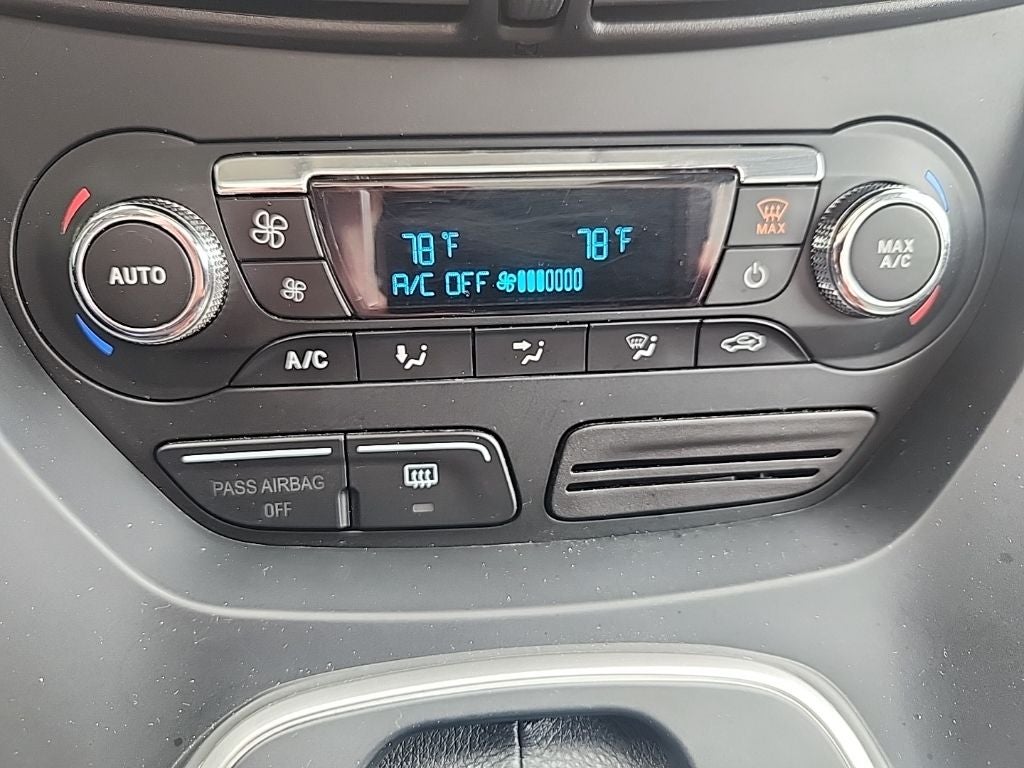 78°F 78°F
A/C OFF
MAX
AUTO
MAX
A/C
A/C
PASS AIRBAG
OFF